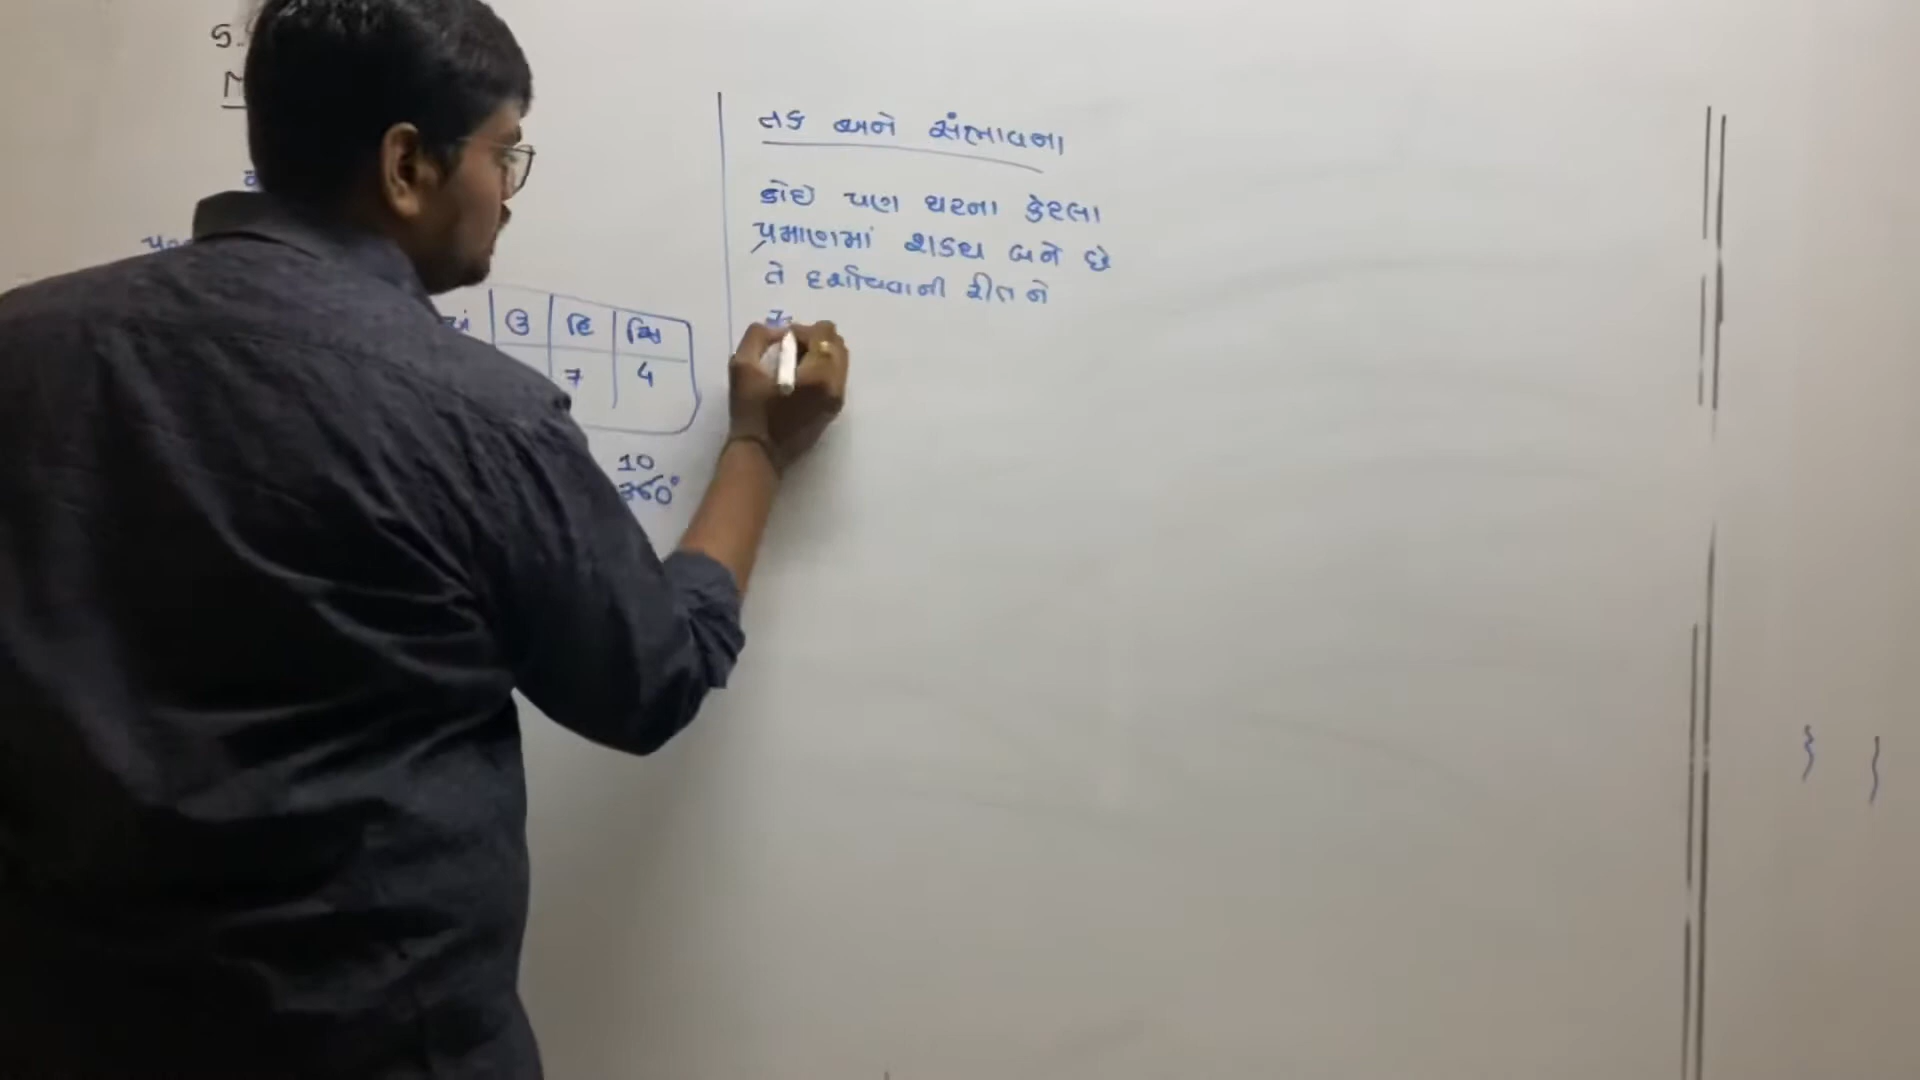 S.
M
તક અને સંભાવના
કોઈ પણ ઘટના કેટલા
પ્રમાણમાં શક્ય બને છે
તે દર્શાવવાની રીત ને
અં ઉ હિ વિ
7 4
10
360°